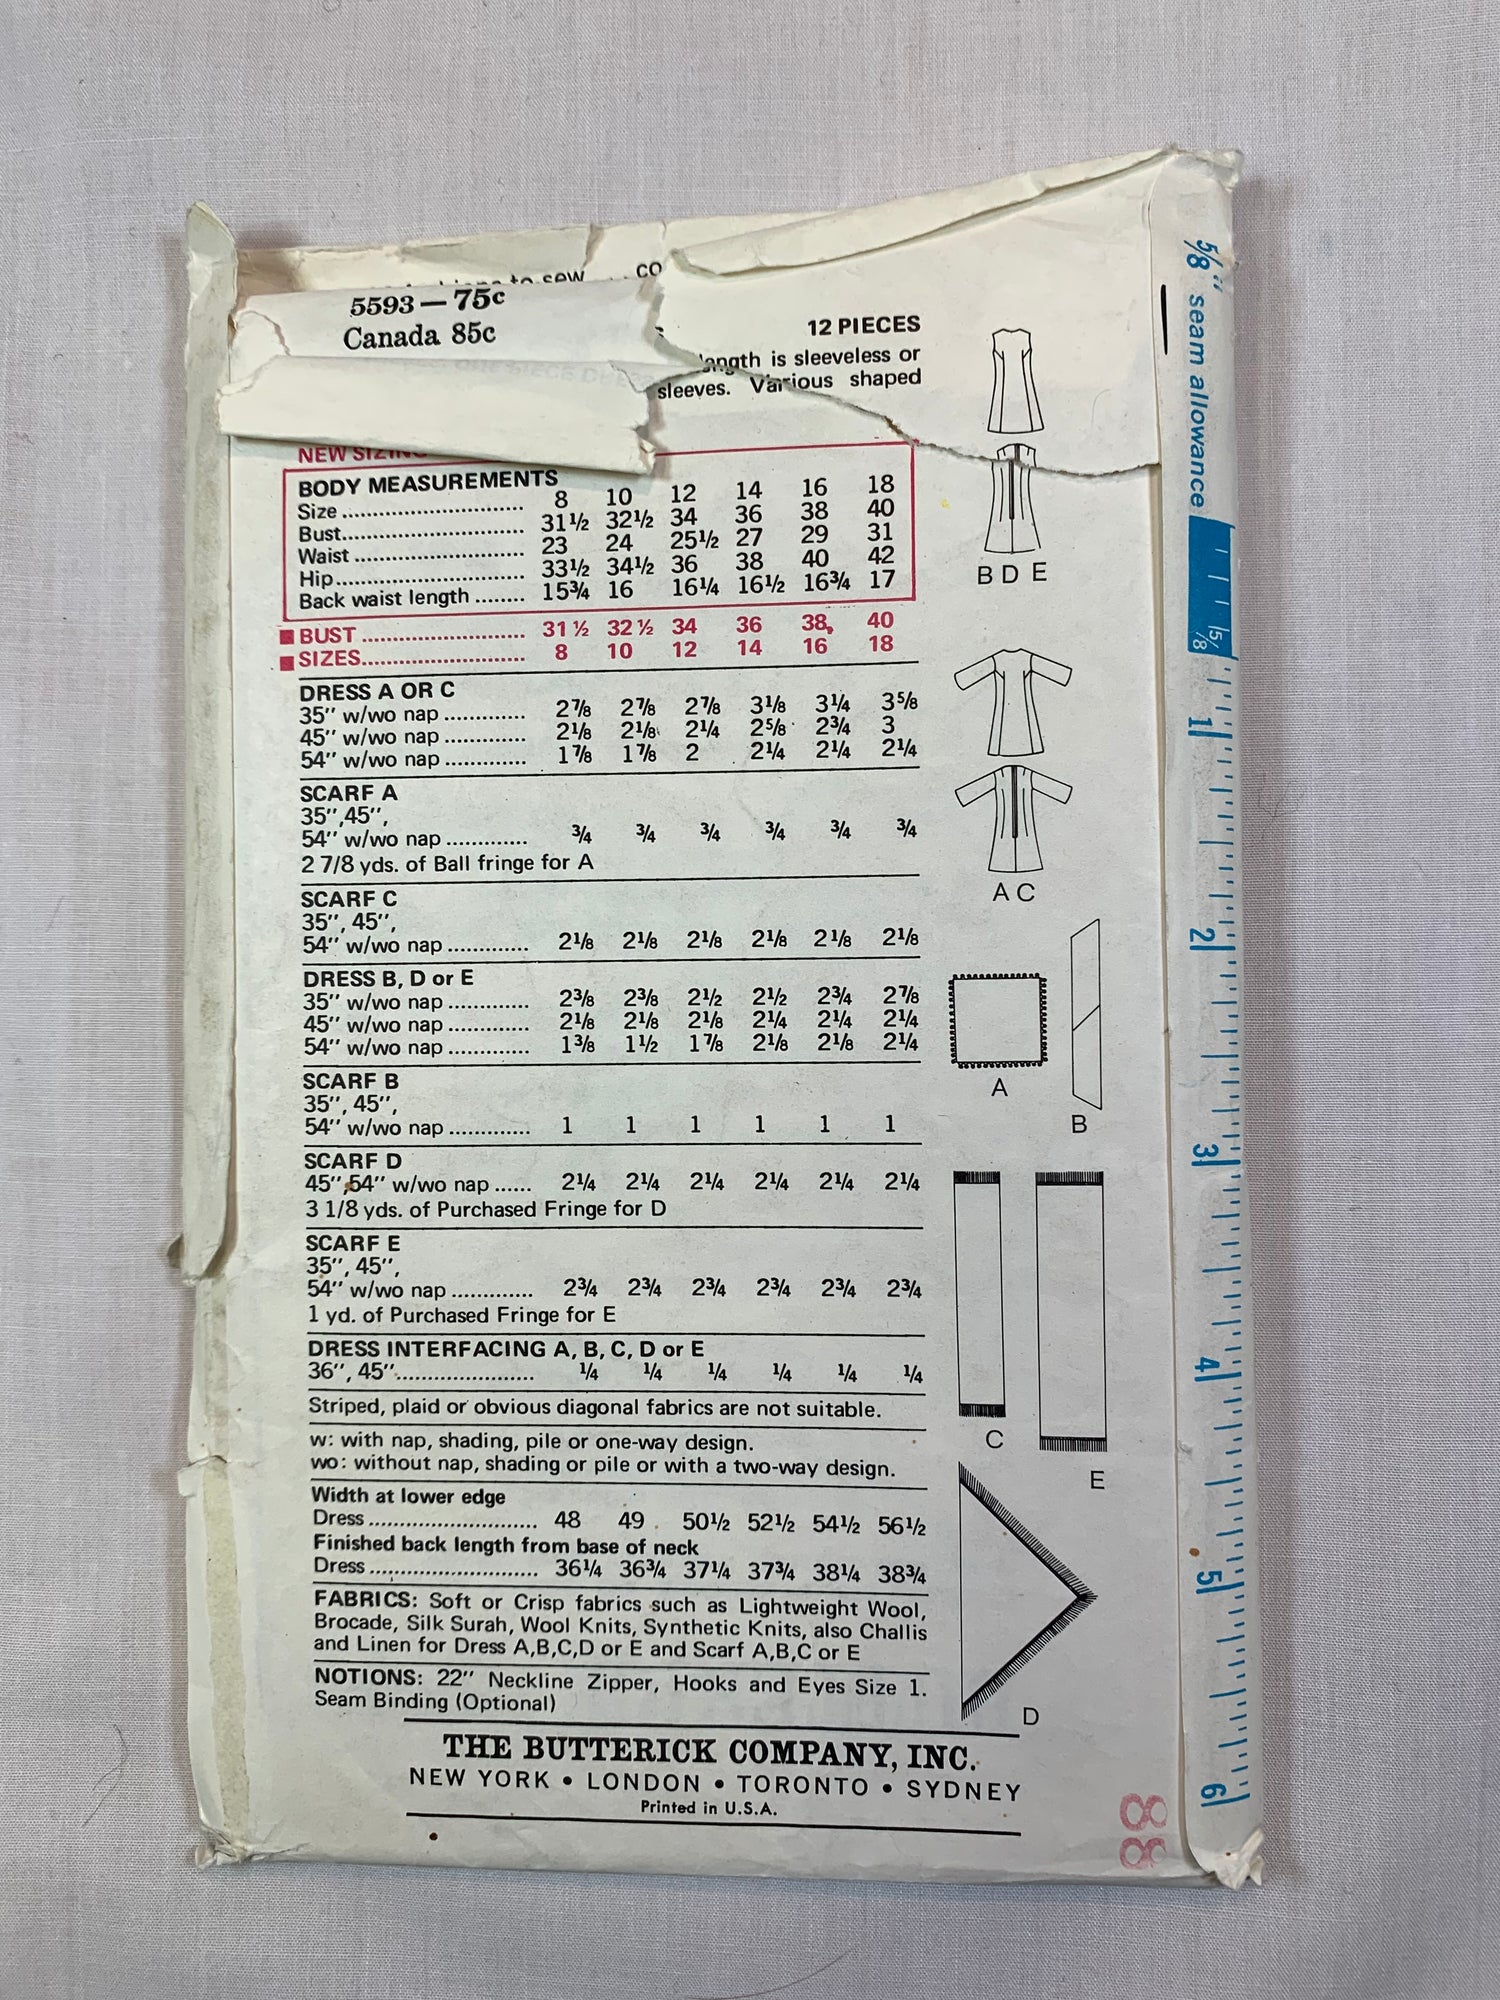 to sew co
5593—75c
Canada 85c
12 PIECES
length is sleeveless or
sleeves. Various shaped
NEW SIZING
BODY MEASUREMENTS
Size .......... 8 10 12 14 16 18
Bust.......... 31½ 32½ 34 36 38 40
Waist .......... 23 24 25½ 27 29 31
Hip.......... 33½ 34½ 36 38 40 42
Back waist length ........ 15¾ 16 16¼ 16½ 16¾ 17
BUST .......... 31 ½ 32 ½ 34 36 38 40
SIZES.......... 8 10 12 14 16 18
DRESS A OR C
35" w/wo nap ............. 2⅞ 2⅞ 2⅞ 3⅛ 3¼ 3⅝
45" w/wo nap ............. 2⅛ 2⅛ 2¼ 2⅝ 2¾ 3
54" w/wo nap ............. 1⅞ 1⅞ 2 2¼ 2¼ 2¼
SCARF A
35",45",
54" w/wo nap ............. ¾ ¾ ¾ ¾ ¾ ¾
2 7/8 yds. of Ball fringe for A
SCARF C
35", 45",
54" w/wo nap ............. 2⅛ 2⅛ 2⅛ 2⅛ 2⅛ 2⅛
DRESS B, D or E
35" w/wo nap ............. 2⅜ 2⅜ 2½ 2½ 2¾ 2⅞
45" w/wo nap ............. 2⅛ 2⅛ 2⅛ 2¼ 2¼ 2¼
54" w/wo nap ............. 1⅜ 1½ 1⅞ 2⅛ 2⅛ 2¼
SCARF B
35", 45",
54" w/wo nap ............. 1 1 1 1 1 1
SCARF D
45",54" w/wo nap ...... 2¼ 2¼ 2¼ 2¼ 2¼ 2¼
3 1/8 yds. of Purchased Fringe for D
SCARF E
35", 45",
54" w/wo nap ............. 2¾ 2¾ 2¾ 2¾ 2¾ 2¾
1 yd. of Purchased Fringe for E
DRESS INTERFACING A, B, C, D or E
36", 45"...................... ¼ ¼ ¼ ¼ ¼ ¼
Striped, plaid or obvious diagonal fabrics are not suitable.
w: with nap, shading, pile or one-way design.
wo: without nap, shading or pile or with a two-way design.
Width at lower edge
Dress .......................... 48 49 50½ 52½ 54½ 56½
Finished back length from base of neck
Dress .......................... 36¼ 36¾ 37¼ 37¾ 38¼ 38¾
FABRICS: Soft or Crisp fabrics such as Lightweight Wool,
Brocade, Silk Surah, Wool Knits, Synthetic Knits, also Challis
and Linen for Dress A,B,C,D or E and Scarf A,B,C or E
NOTIONS: 22" Neckline Zipper, Hooks and Eyes Size 1.
Seam Binding (Optional)
THE BUTTERICK COMPANY, INC.
NEW YORK • LONDON • TORONTO • SYDNEY
Printed in U.S.A.
B D E
A C
A
B
C
E
D
88
5/8" seam allowance
5/8
1
2
3
4
5
6